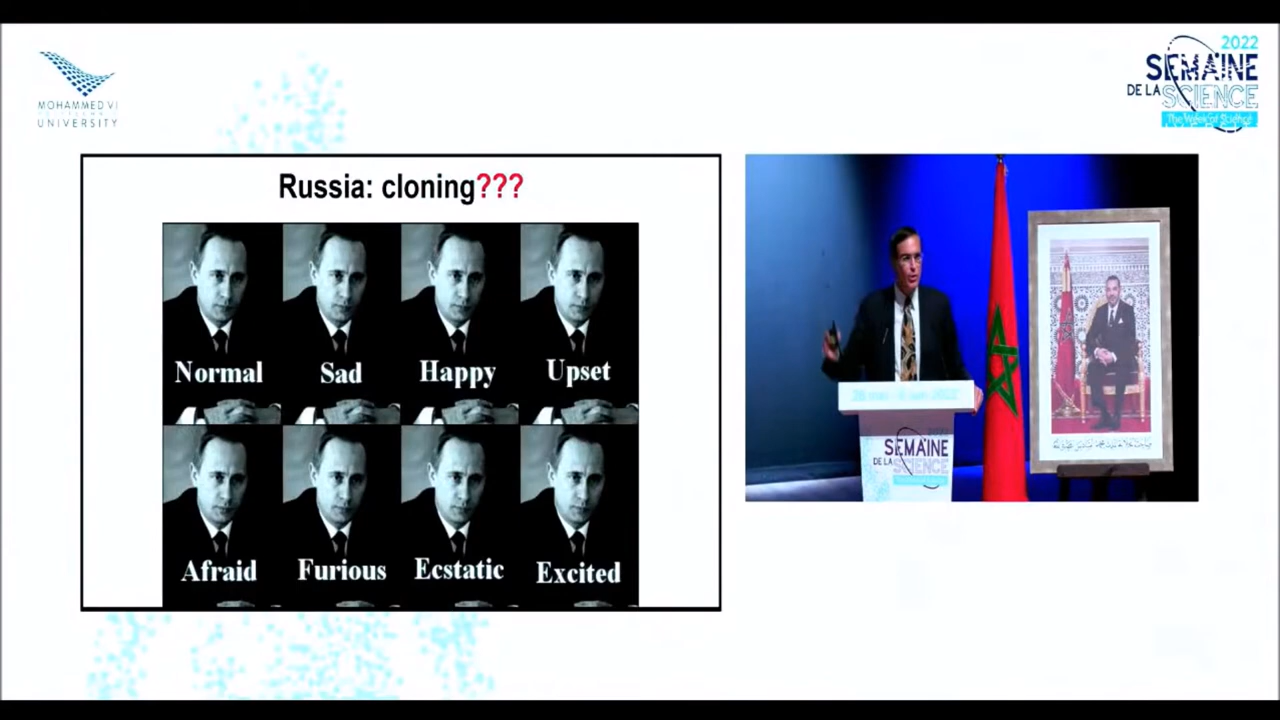 MOHAMMED VI
UNIVERSITY
2022
SEMAINE
DE LA SCIENCE
The Week of Science
Russia: cloning???
Normal Sad Happy Upset
Afraid Furious Ecstatic Excited
SEMAINE
DE LA SCIENCE